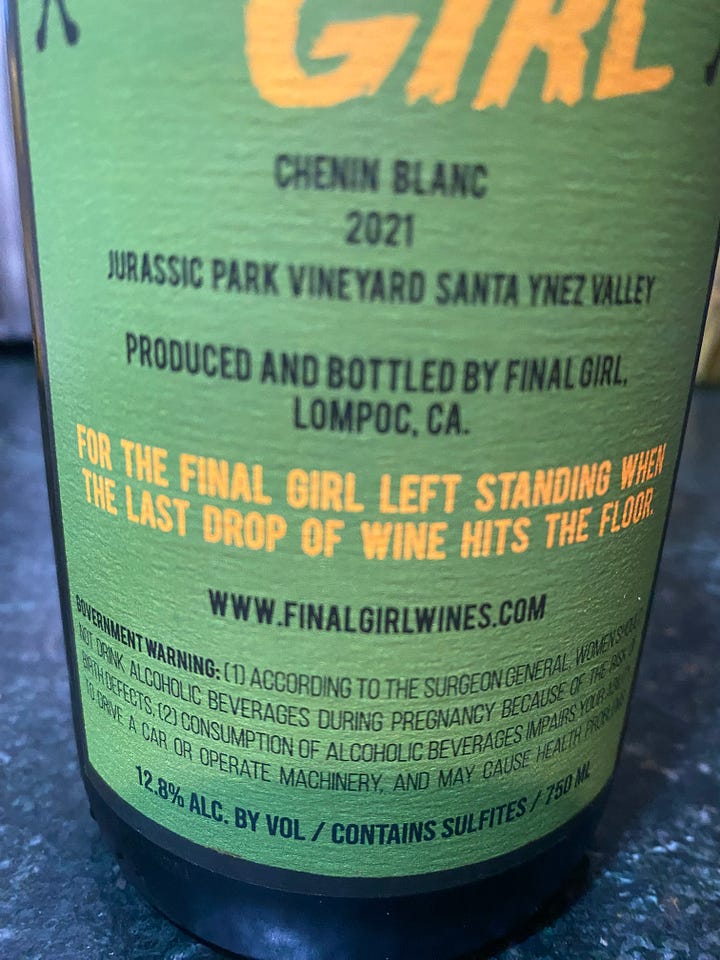 GIRL
CHENIN BLANC
2021
JURASSIC PARK VINEYARD SANTA YNEZ VALLEY
PRODUCED AND BOTTLED BY FINAL GIRL,
LOMPOC, CA.
FOR THE FINAL GIRL LEFT STANDING WHEN
THE LAST DROP OF WINE HITS THE FLOOR.
WWW.FINALGIRLWINES.COM
GOVERNMENT WARNING: (1) ACCORDING TO THE SURGEON GENERAL, WOMEN
NOT DRINK ALCOHOLIC BEVERAGES DURING PREGNANCY BECAUSE OF THE RISK OF
BIRTH DEFECTS. (2) CONSUMPTION OF ALCOHOLIC BEVERAGES IMPAIRS YOUR
TO DRIVE A CAR OR OPERATE MACHINERY, AND MAY CAUSE HEALTH
12.8% ALC. BY VOL / CONTAINS SULFITES / 750 ML